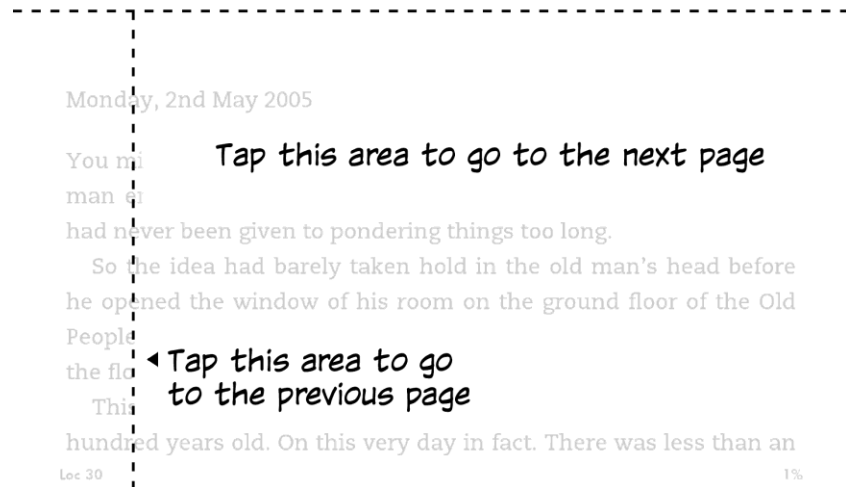 Monday, 2nd May 2005
Tap this area to go to the next page
You mi
man er
had never been given to pondering things too long.
So the idea had barely taken hold in the old man's head before
he opened the window of his room on the ground floor of the Old
People
Tap this area to go
the flo
to the previous page
This
hundred years old. On this very day in fact. There was less than an
Loc 30
1%